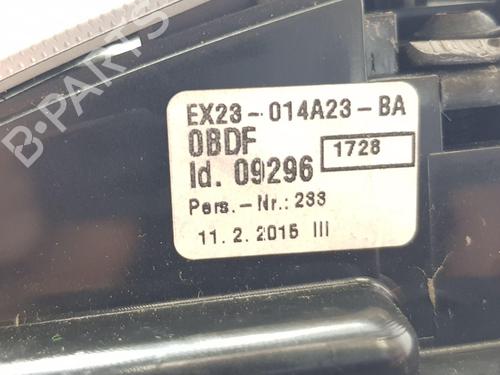 B-PARTS
EX23-014A23-BA
0BDF
1728
Id. 09296
Pers.-Nr.: 233
11. 2. 2015 III